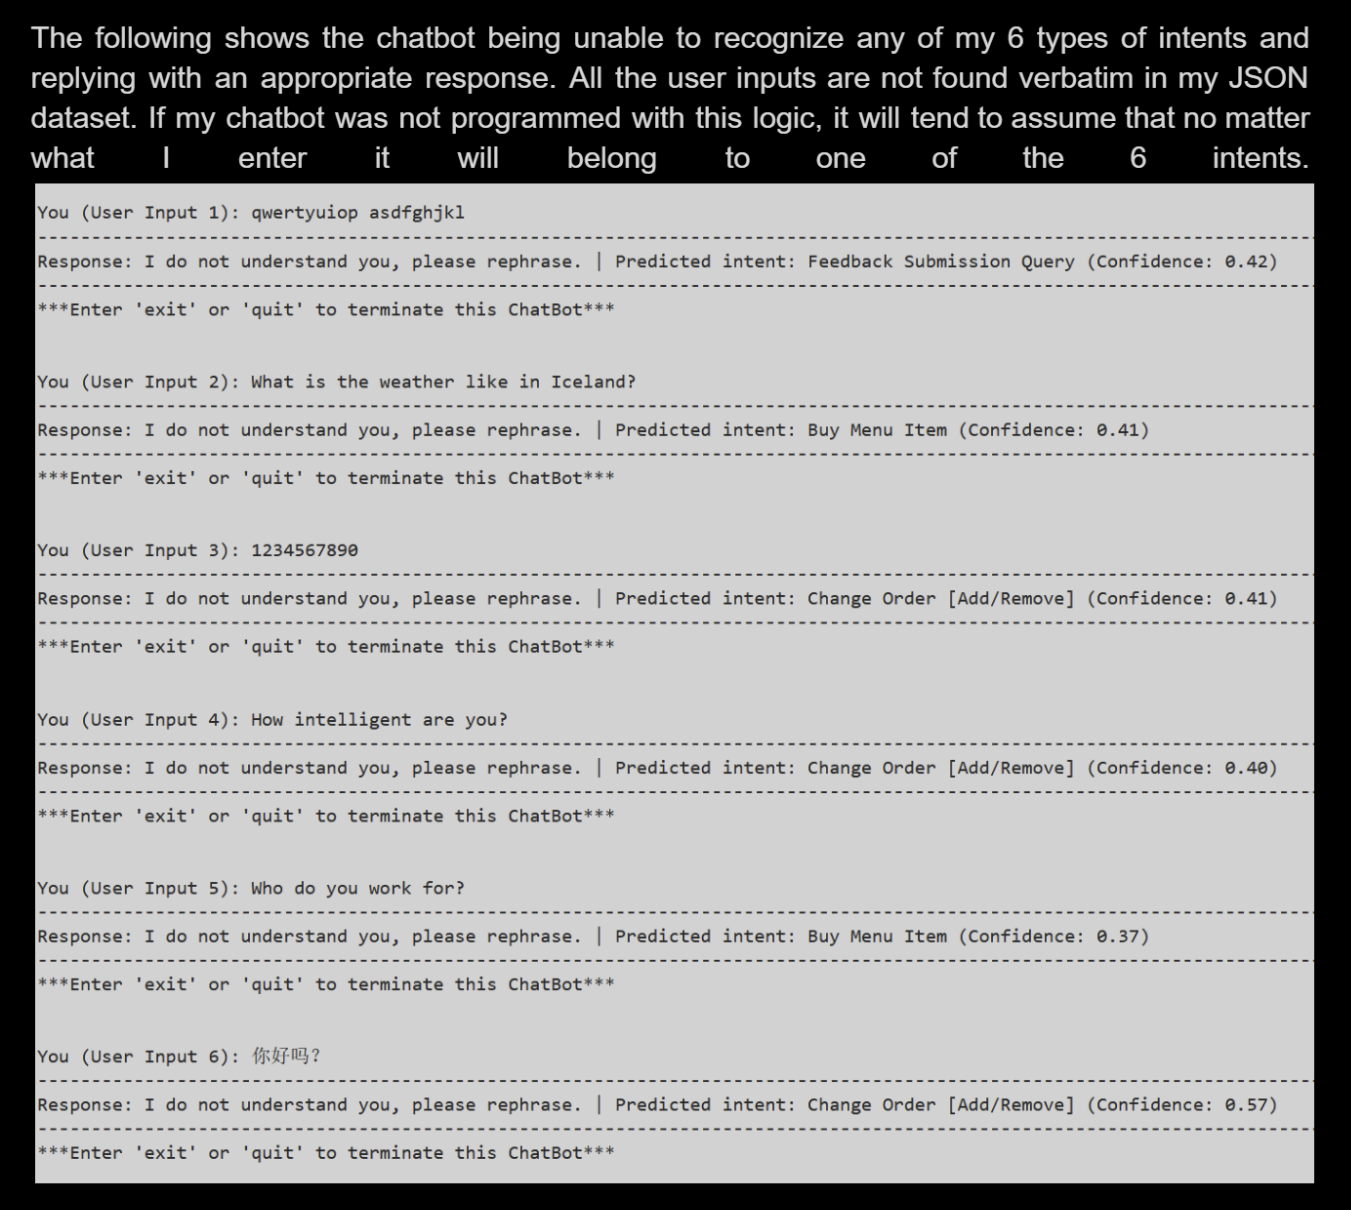 The following shows the chatbot being unable to recognize any of my 6 types of intents and
replying with an appropriate response. All the user inputs are not found verbatim in my JSON
dataset. If my chatbot was not programmed with this logic, it will tend to assume that no matter
what I enter it will belong to one of the 6 intents.
You (User Input 1): qwertyuiop asdfghjkl
------------------------------------------------------------------------------------------------------------------------
Response: I do not understand you, please rephrase. | Predicted intent: Feedback Submission Query (Confidence: 0.42)
------------------------------------------------------------------------------------------------------------------------
***Enter 'exit' or 'quit' to terminate this ChatBot***
You (User Input 2): What is the weather like in Iceland?
------------------------------------------------------------------------------------------------------------------------
Response: I do not understand you, please rephrase. | Predicted intent: Buy Menu Item (Confidence: 0.41)
------------------------------------------------------------------------------------------------------------------------
***Enter 'exit' or 'quit' to terminate this ChatBot***
You (User Input 3): 1234567890
------------------------------------------------------------------------------------------------------------------------
Response: I do not understand you, please rephrase. | Predicted intent: Change Order [Add/Remove] (Confidence: 0.41)
------------------------------------------------------------------------------------------------------------------------
***Enter 'exit' or 'quit' to terminate this ChatBot***
You (User Input 4): How intelligent are you?
------------------------------------------------------------------------------------------------------------------------
Response: I do not understand you, please rephrase. | Predicted intent: Change Order [Add/Remove] (Confidence: 0.40)
------------------------------------------------------------------------------------------------------------------------
***Enter 'exit' or 'quit' to terminate this ChatBot***
You (User Input 5): Who do you work for?
------------------------------------------------------------------------------------------------------------------------
Response: I do not understand you, please rephrase. | Predicted intent: Buy Menu Item (Confidence: 0.37)
------------------------------------------------------------------------------------------------------------------------
***Enter 'exit' or 'quit' to terminate this ChatBot***
You (User Input 6): 你好吗?
------------------------------------------------------------------------------------------------------------------------
Response: I do not understand you, please rephrase. | Predicted intent: Change Order [Add/Remove] (Confidence: 0.57)
------------------------------------------------------------------------------------------------------------------------
***Enter 'exit' or 'quit' to terminate this ChatBot***